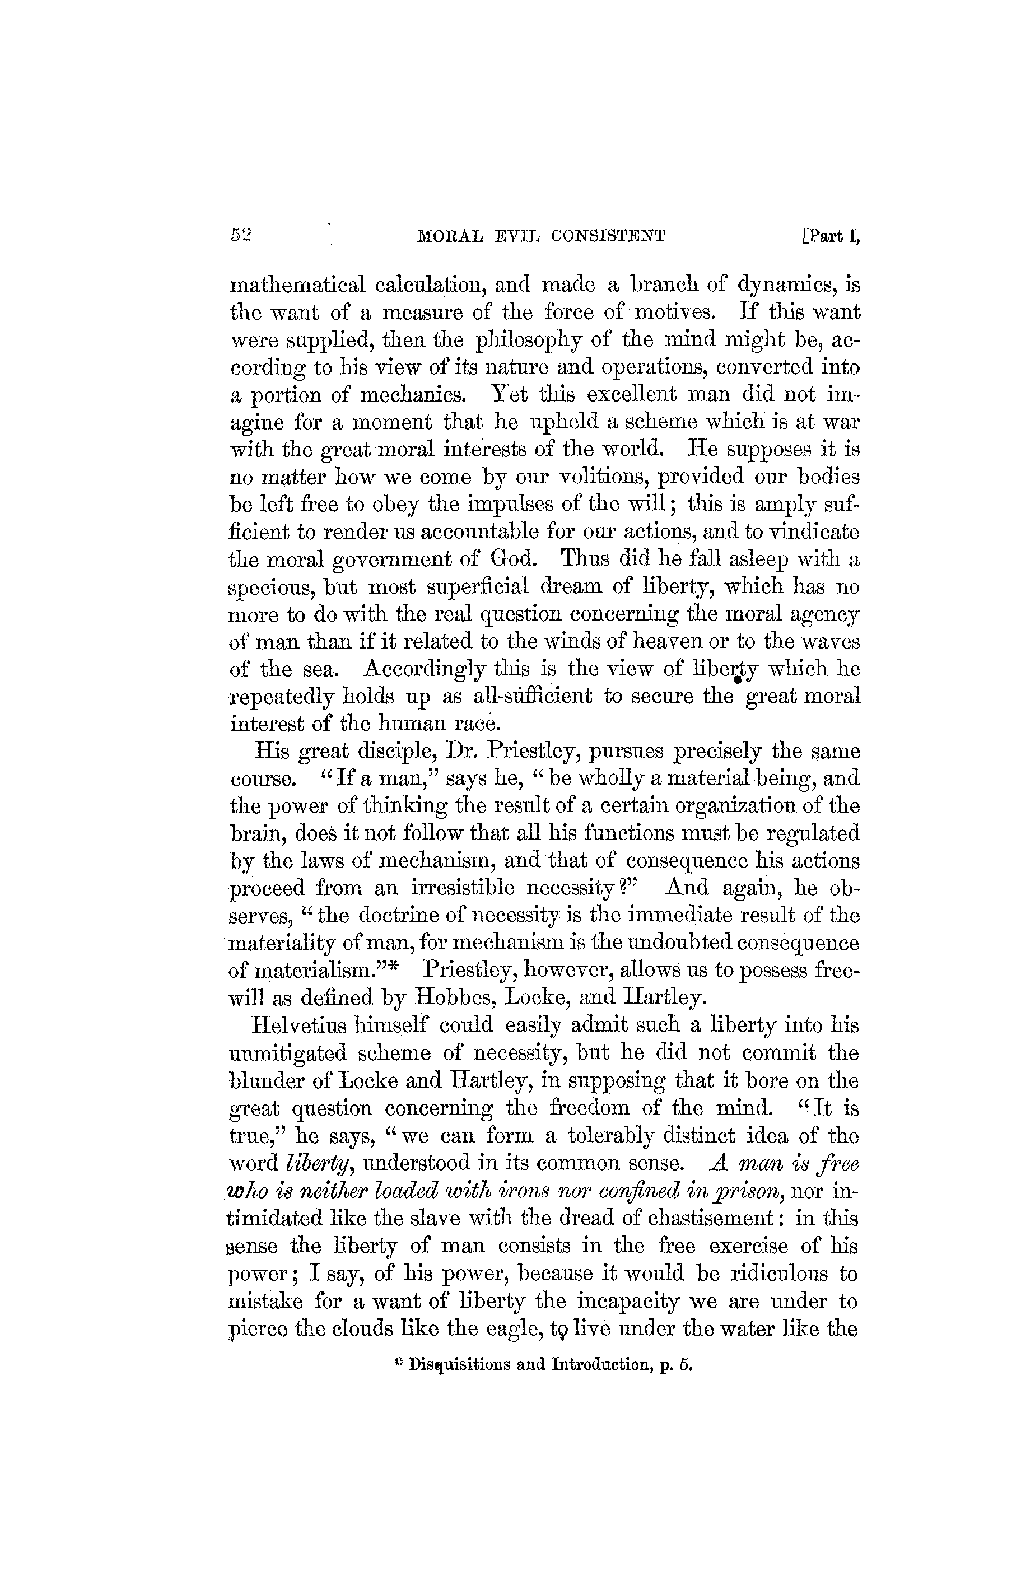 52 MORAL EVIL CONSISTENT [Part I,
mathematical calculation, and made a branch of dynamics, is
the want of a measure of the force of motives. If this want
were supplied, then the philosophy of the mind might be, ac-
cording to his view of its nature and operations, converted into
a portion of mechanics. Yet this excellent man did not im-
agine for a moment that he upheld a scheme which is at war
with the great moral interests of the world. He supposes it is
no matter how we come by our volitions, provided our bodies
be left free to obey the impulses of the will; this is amply suf-
ficient to render us accountable for our actions, and to vindicate
the moral government of God. Thus did he fall asleep with a
specious, but most superficial dream of liberty, which has no
more to do with the real question concerning the moral agency
of man than if it related to the winds of heaven or to the waves
of the sea. Accordingly this is the view of liberty which he
repeatedly holds up as all-sufficient to secure the great moral
interest of the human race.
His great disciple, Dr. Priestley, pursues precisely the same
course. "If a man," says he, "be wholly a material being, and
the power of thinking the result of a certain organization of the
brain, does it not follow that all his functions must be regulated
by the laws of mechanism, and that of consequence his actions
proceed from an irresistible necessity?" And again, he ob-
serves, "the doctrine of necessity is the immediate result of the
materiality of man, for mechanism is the undoubted consequence
of materialism."* Priestley, however, allows us to possess free-
will as defined by Hobbes, Locke, and Hartley.
Helvetius himself could easily admit such a liberty into his
unmitigated scheme of necessity, but he did not commit the
blunder of Locke and Hartley, in supposing that it bore on the
great question concerning the freedom of the mind. "It is
true," he says, "we can form a tolerably distinct idea of the
word liberty, understood in its common sense. A man is free
who is neither loaded with irons nor confined in prison, nor in-
timidated like the slave with the dread of chastisement: in this
sense the liberty of man consists in the free exercise of his
power; I say, of his power, because it would be ridiculous to
mistake for a want of liberty the incapacity we are under to
pierce the clouds like the eagle, to live under the water like the
* Disquisitions and Introduction, p. 5.